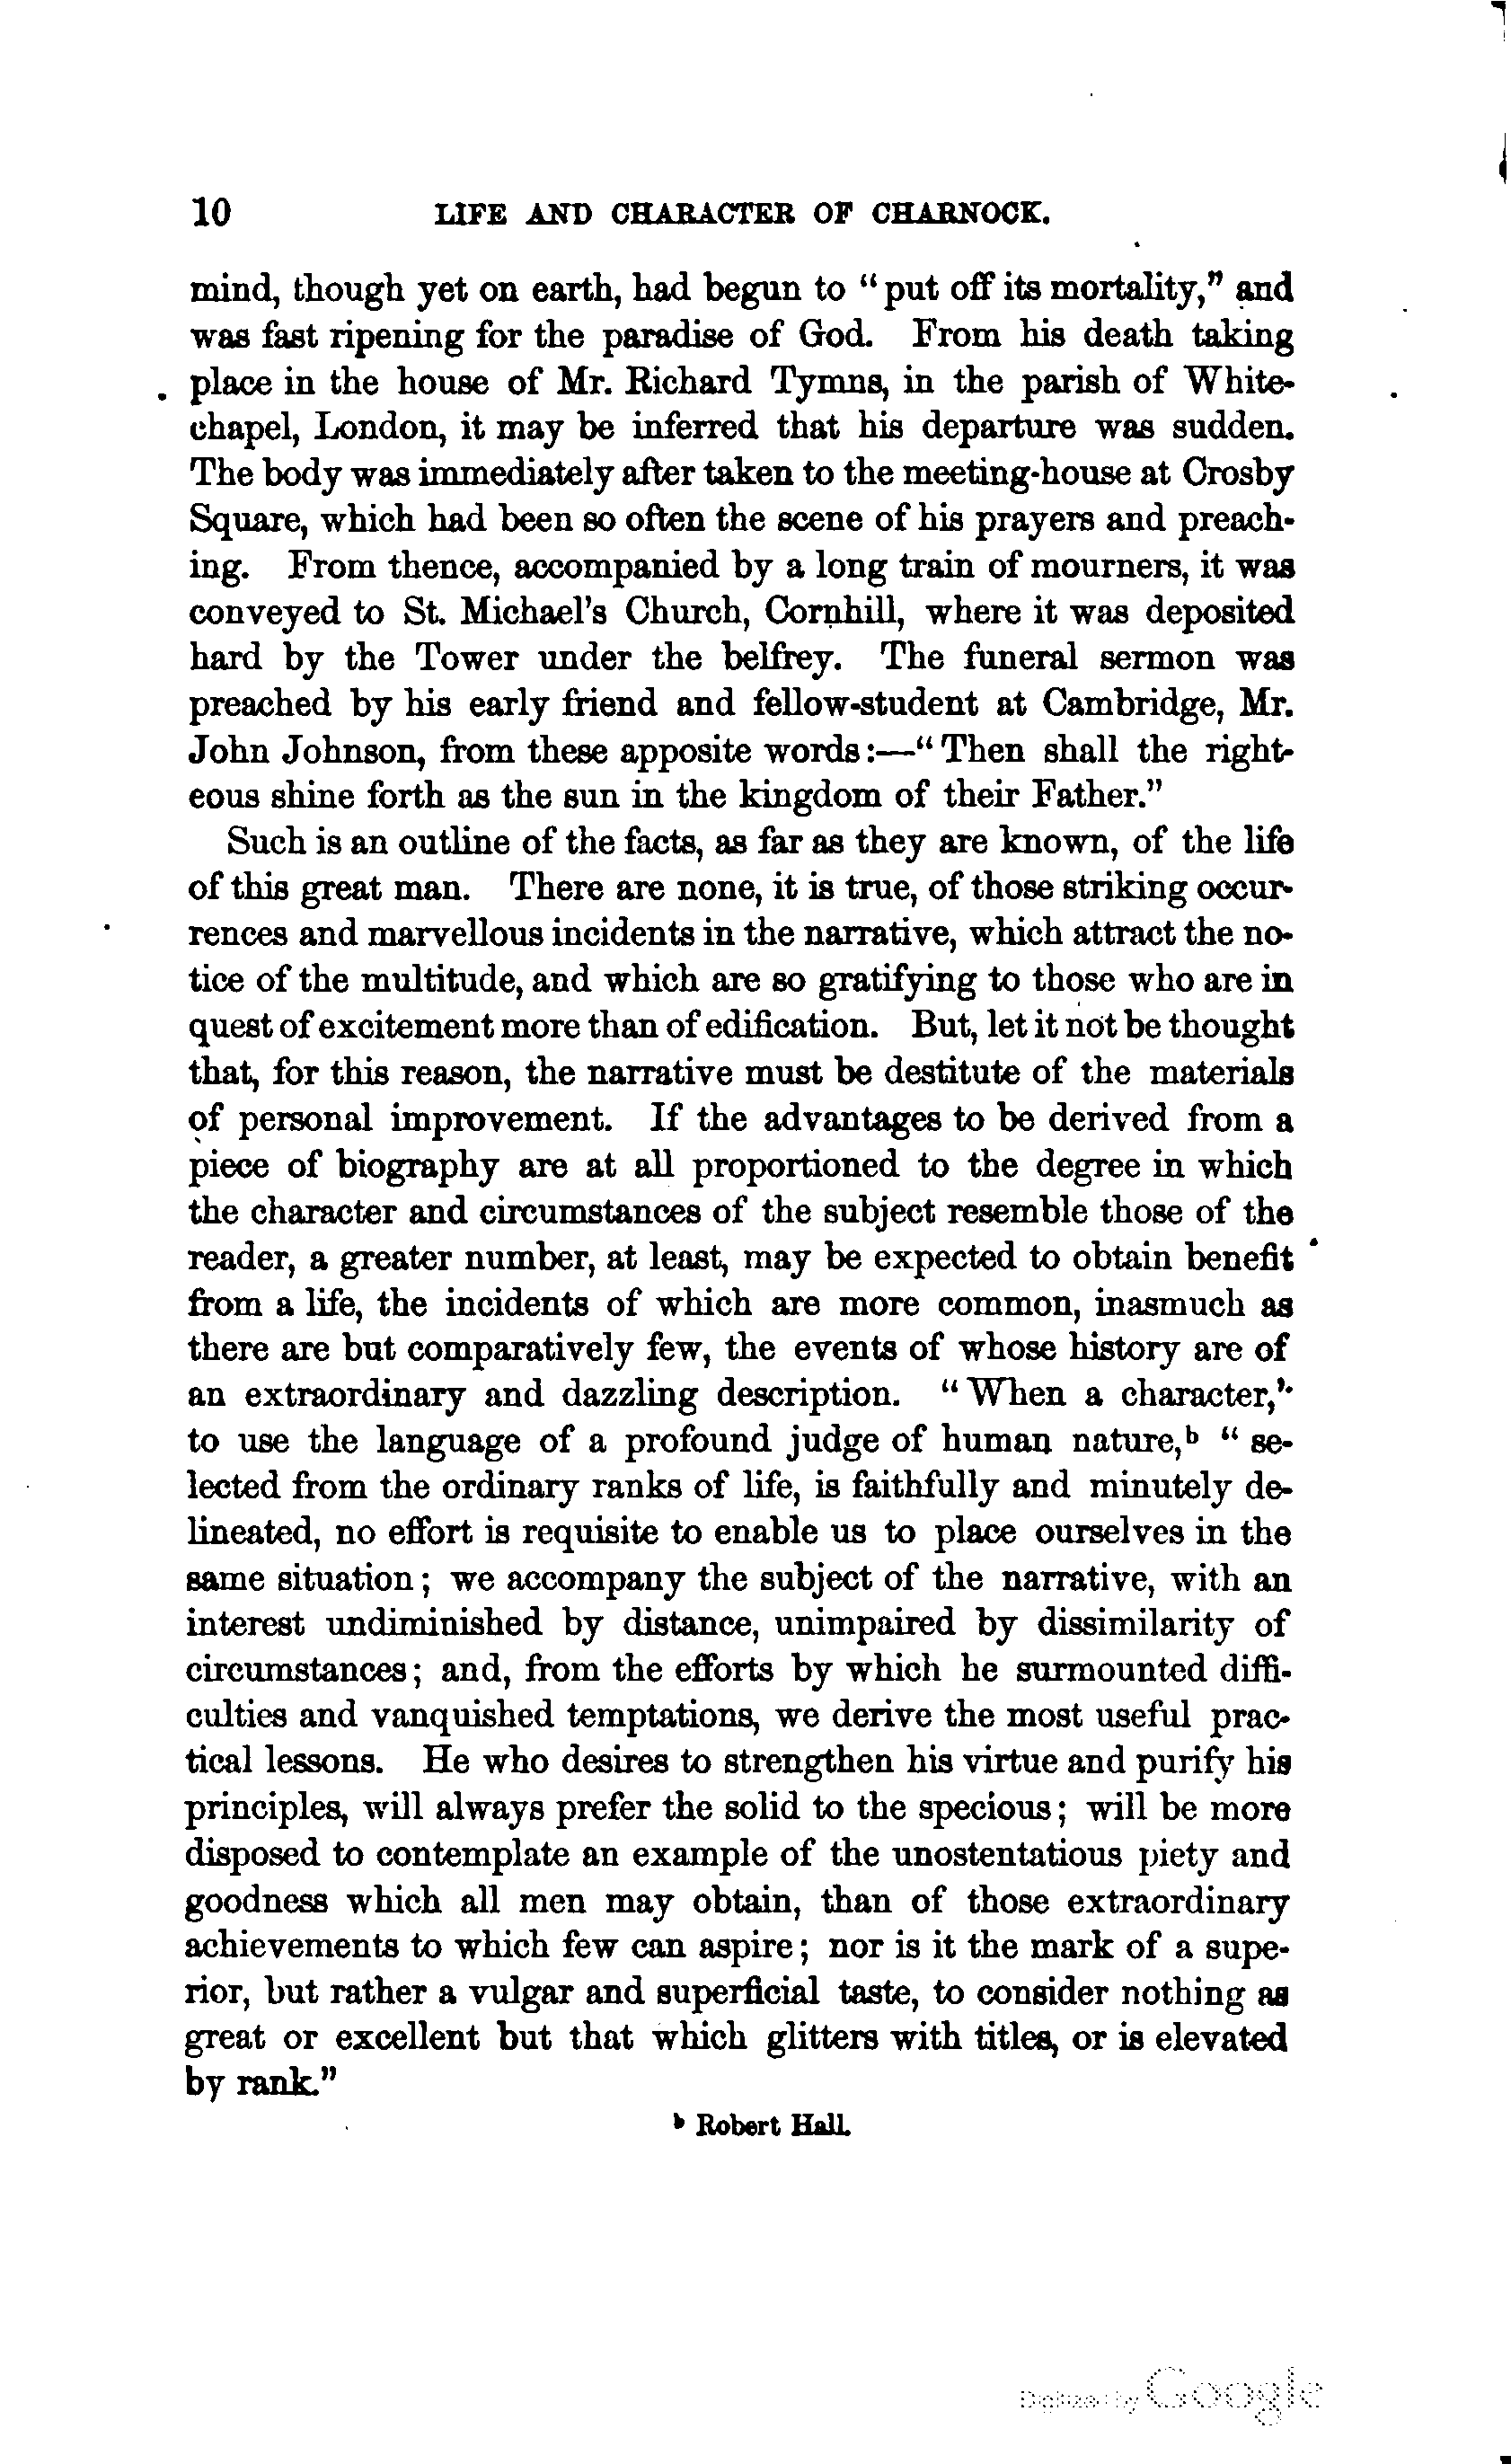 10 LIFE AND CHARACTER OF CHARNOCK.
mind, though yet on earth, had begun to “put off its mortality,” and
was fast ripening for the paradise of God. From his death taking
place in the house of Mr. Richard Tymns, in the parish of White-
chapel, London, it may be inferred that his departure was sudden.
The body was immediately after taken to the meeting-house at Crosby
Square, which had been so often the scene of his prayers and preach-
ing. From thence, accompanied by a long train of mourners, it was
conveyed to St. Michael's Church, Cornhill, where it was deposited
hard by the Tower under the belfrey. The funeral sermon was
preached by his early friend and fellow-student at Cambridge, Mr.
John Johnson, from these apposite words:—“Then shall the right-
eous shine forth as the sun in the kingdom of their Father.”
Such is an outline of the facts, as far as they are known, of the life
of this great man. There are none, it is true, of those striking occur-
rences and marvellous incidents in the narrative, which attract the no-
tice of the multitude, and which are so gratifying to those who are in
quest of excitement more than of edification. But, let it not be thought
that, for this reason, the narrative must be destitute of the materials
of personal improvement. If the advantages to be derived from a
piece of biography are at all proportioned to the degree in which
the character and circumstances of the subject resemble those of the
reader, a greater number, at least, may be expected to obtain benefit
from a life, the incidents of which are more common, inasmuch as
there are but comparatively few, the events of whose history are of
an extraordinary and dazzling description. “When a character,”
to use the language of a profound judge of human nature,ᵇ “se-
lected from the ordinary ranks of life, is faithfully and minutely de-
lineated, no effort is requisite to enable us to place ourselves in the
same situation; we accompany the subject of the narrative, with an
interest undiminished by distance, unimpaired by dissimilarity of
circumstances; and, from the efforts by which he surmounted diffi-
culties and vanquished temptations, we derive the most useful prac-
tical lessons. He who desires to strengthen his virtue and purify his
principles, will always prefer the solid to the specious; will be more
disposed to contemplate an example of the unostentatious piety and
goodness which all men may obtain, than of those extraordinary
achievements to which few can aspire; nor is it the mark of a supe-
rior, but rather a vulgar and superficial taste, to consider nothing as
great or excellent but that which glitters with titles, or is elevated
by rank.”
ᵇ Robert Hall.
Digitized by Google